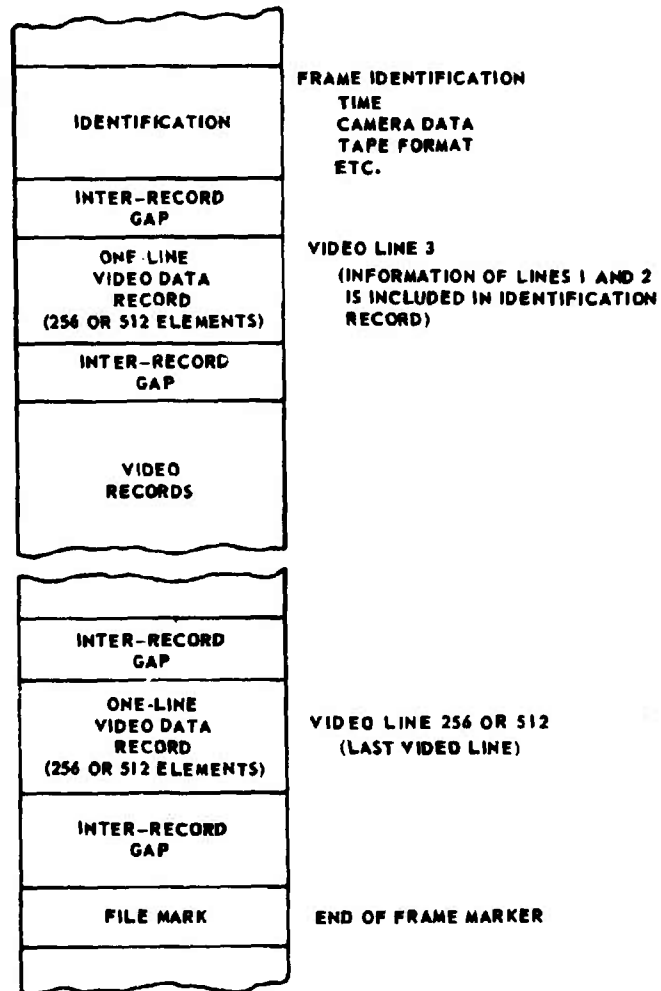 FRAME IDENTIFICATION
TIME
CAMERA DATA
TAPE FORMAT
ETC.
IDENTIFICATION
INTER-RECORD
GAP
ONE-LINE
VIDEO DATA
RECORD
(256 OR 512 ELEMENTS)
VIDEO LINE 3
(INFORMATION OF LINES 1 AND 2
IS INCLUDED IN IDENTIFICATION
RECORD)
INTER-RECORD
GAP
VIDEO
RECORDS
INTER-RECORD
GAP
ONE-LINE
VIDEO DATA
RECORD
(256 OR 512 ELEMENTS)
VIDEO LINE 256 OR 512
(LAST VIDEO LINE)
INTER-RECORD
GAP
FILE MARK
END OF FRAME MARKER